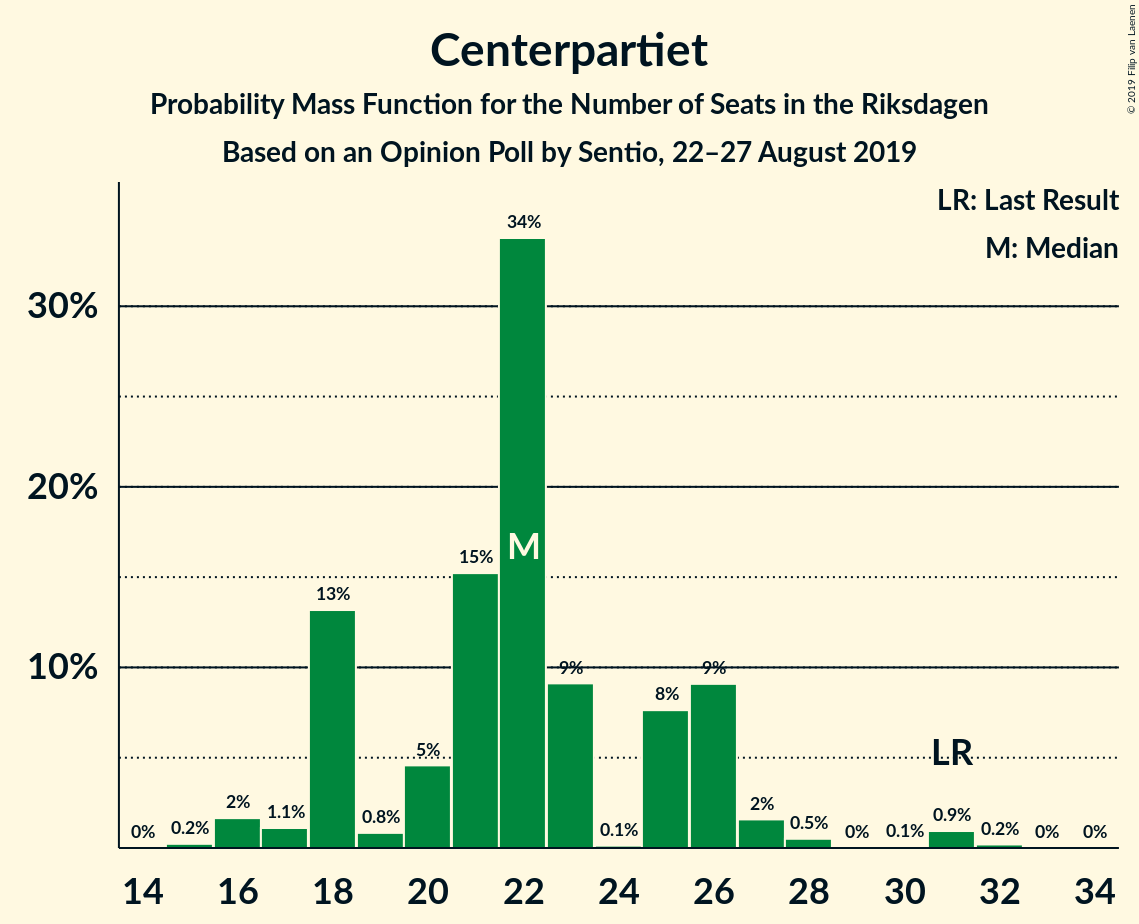 Centerpartiet
Probability Mass Function for the Number of Seats in the Riksdagen
Based on an Opinion Poll by Sentio, 22–27 August 2019
© 2019 Filip van Laenen
LR: Last Result
M: Median
30%
20%
10%
0%
0.2%
2%
1.1%
13%
0.8%
5%
15%
34%
M
9%
0.1%
8%
9%
2%
0.5%
0%
0.1%
LR
0.9%
0.2%
0%
0%
14 16 18 20 22 24 26 28 30 32 34